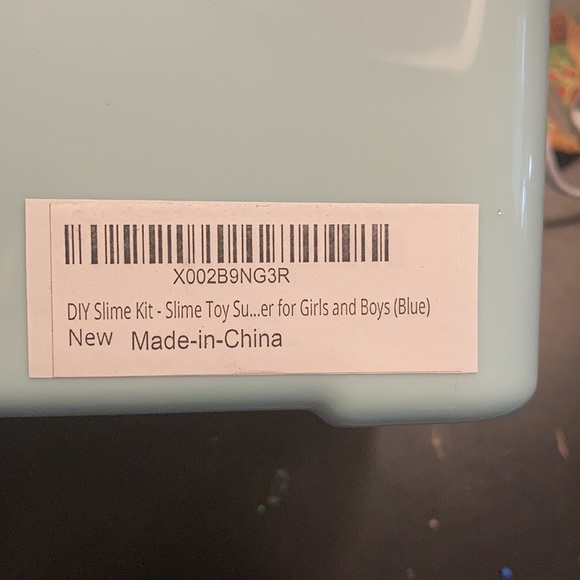 X002B9NG3R
DIY Slime Kit - Slime Toy Su...er for Girls and Boys (Blue)
New Made-in-China